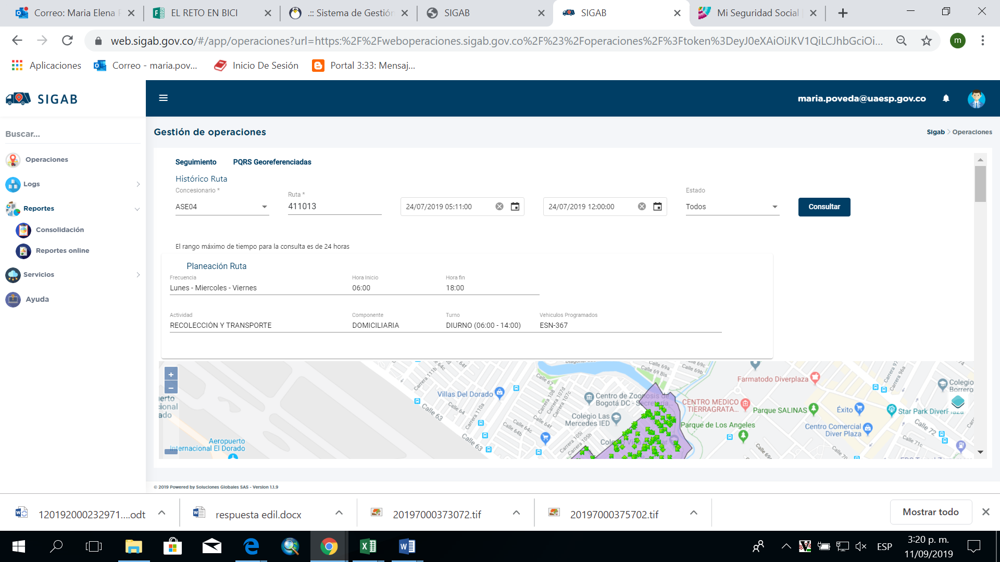 Correo: Maria Elena
EL RETO EN BICI
.:: Sistema de Gestión
SIGAB
SIGAB
Mi Seguridad Social
web.sigab.gov.co/#/app/operaciones?url=https:%2F%2Fweboperaciones.sigab.gov.co%2F%23%2Foperaciones%2F%3Ftoken%3DeyJ0eXAiOiJKV1QiLCJhbGciOi...
m
Aplicaciones
Correo - maria.pov...
Inicio De Sesión
Portal 3:33: Mensaj...
SIGAB
maria.poveda@uaesp.gov.co
Buscar...
Operaciones
Logs
Reportes
Consolidación
Reportes online
Servicios
Ayuda
Gestión de operaciones
Sigab > Operaciones
Seguimiento
PQRS Georeferenciadas
Histórico Ruta
Concesionario *
ASE04
Ruta *
411013
24/07/2019 05:11:00
24/07/2019 12:00:00
Estado
Todos
Consultar
El rango máximo de tiempo para la consulta es de 24 horas
Planeación Ruta
Frecuencia
Lunes - Miercoles - Viernes
Hora Inicio
06:00
Hora fin
18:00
Actividad
RECOLECCIÓN Y TRANSPORTE
Componente
DOMICILIARIA
Turno
DIURNO (06:00 - 14:00)
Vehiculos Programados
ESN-367
+
–
Villas Del Dorado
Calle 63
Calle 63
Carrera 110a
Carrera 111b
Calle 64c
Calle 64f
Calle 64b
Calle 64c
Calle 67
Carrera 108
Carrera 107d
Carrera 105i
Carrera 105h
Centro de Zoonosis de
Bogotá DC - Secretaría...
Colegio Las
Mercedes IED
Calle 69a
Calle 69 Bis
Calle 69c
Calle 69b
Farmatodo Diverplaza
CENTRO MEDICO
TIERRAGRATA...
Parque SALINAS
Parque de Los Angeles
Éxito
Centro Comercial
Diver Plaza
Star Park DiverPlaza
Colegio
Borrero
Carrera 96a
Calle 72
Calle 71c
Calle 70
Aeropuerto
Internacional El Dorado
© 2019 Powered by Soluciones Globales SAS - Version 1.1.9
120192000232971....odt
respuesta edil.docx
20197000373072.tif
20197000375702.tif
Mostrar todo
ESP
3:20 p. m.
11/09/2019